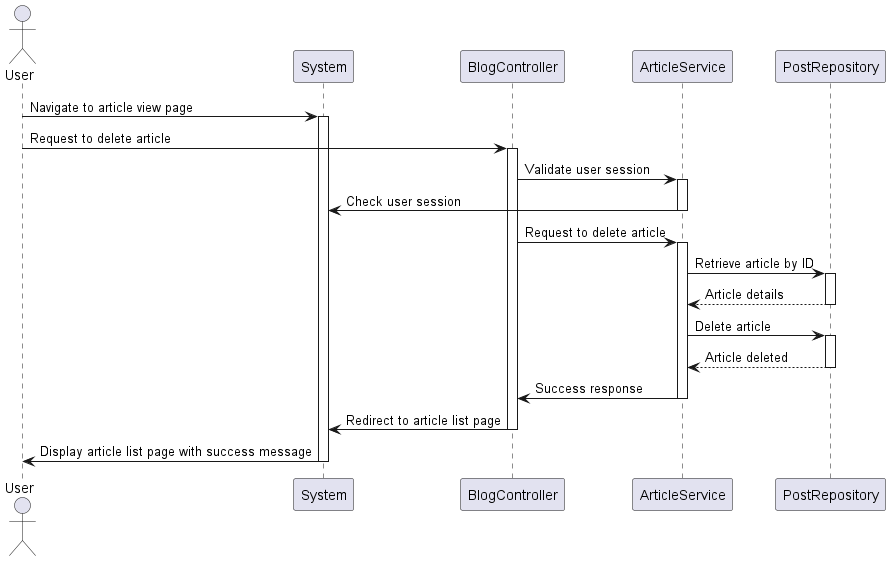 User
System
BlogController
ArticleService
PostRepository
Navigate to article view page
Request to delete article
Validate user session
Check user session
Request to delete article
Retrieve article by ID
Article details
Delete article
Article deleted
Success response
Redirect to article list page
Display article list page with success message
User
System
BlogController
ArticleService
PostRepository